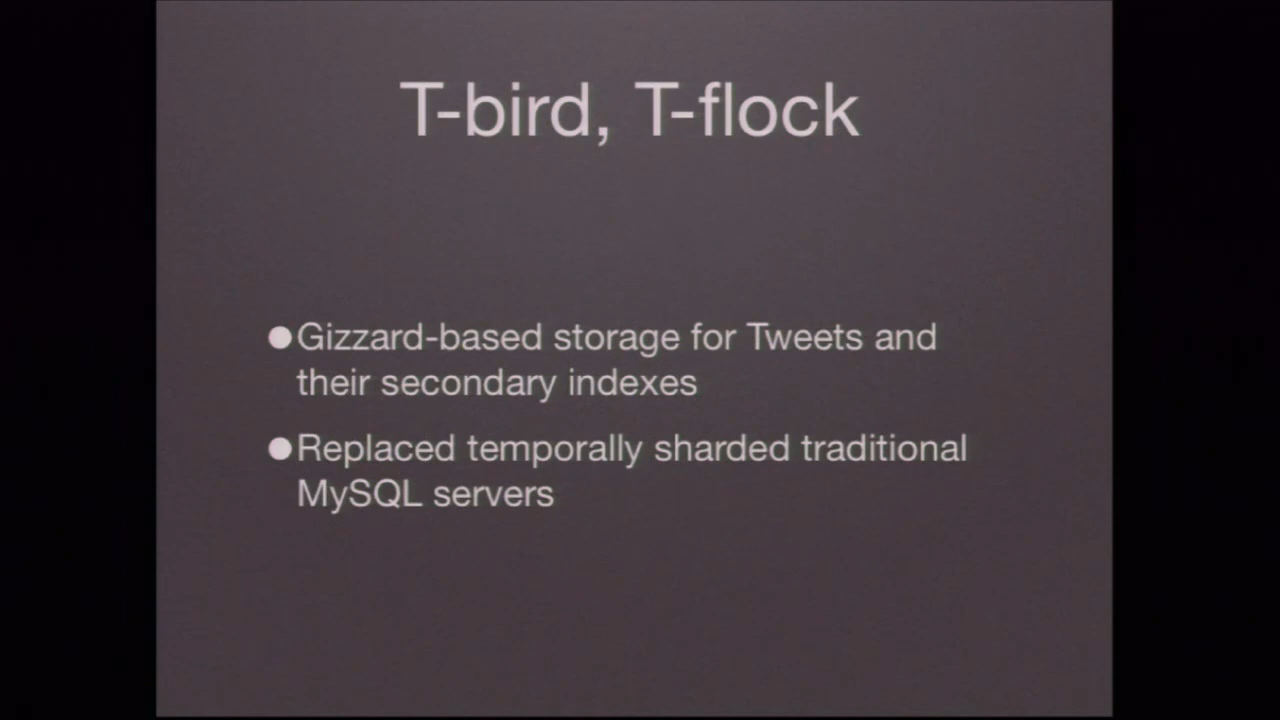 T-bird, T-flock
●Gizzard-based storage for Tweets and
their secondary indexes
●Replaced temporally sharded traditional
MySQL servers